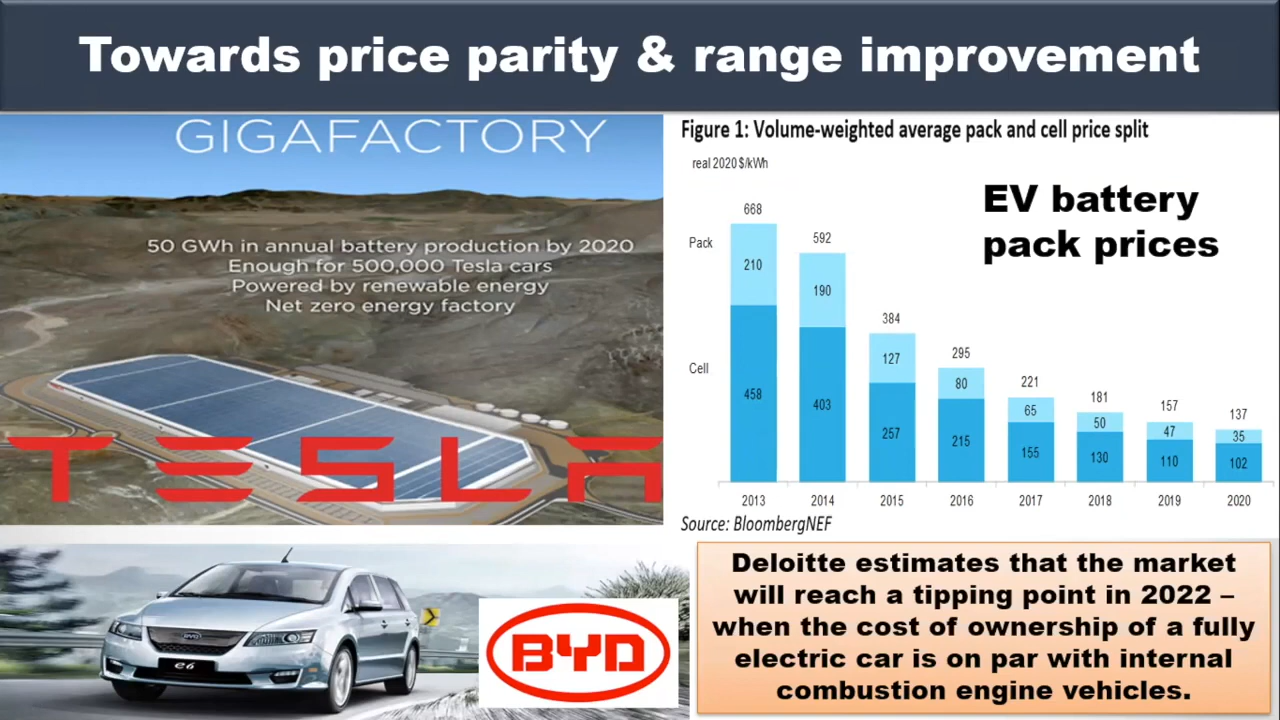 Towards price parity & range improvement
GIGAFACTORY
50 GWh in annual battery production by 2020
Enough for 500,000 Tesla cars
Powered by renewable energy
Net zero energy factory
TESLA
Figure 1: Volume-weighted average pack and cell price split
real 2020 $/kWh
EV battery
pack prices
Pack
Cell
668
210
458
592
190
403
384
127
257
295
80
215
221
65
155
181
50
130
157
47
110
137
35
102
2013
2014
2015
2016
2017
2018
2019
2020
Source: BloombergNEF
BYD
e6
BYD
Deloitte estimates that the market
will reach a tipping point in 2022 –
when the cost of ownership of a fully
electric car is on par with internal
combustion engine vehicles.